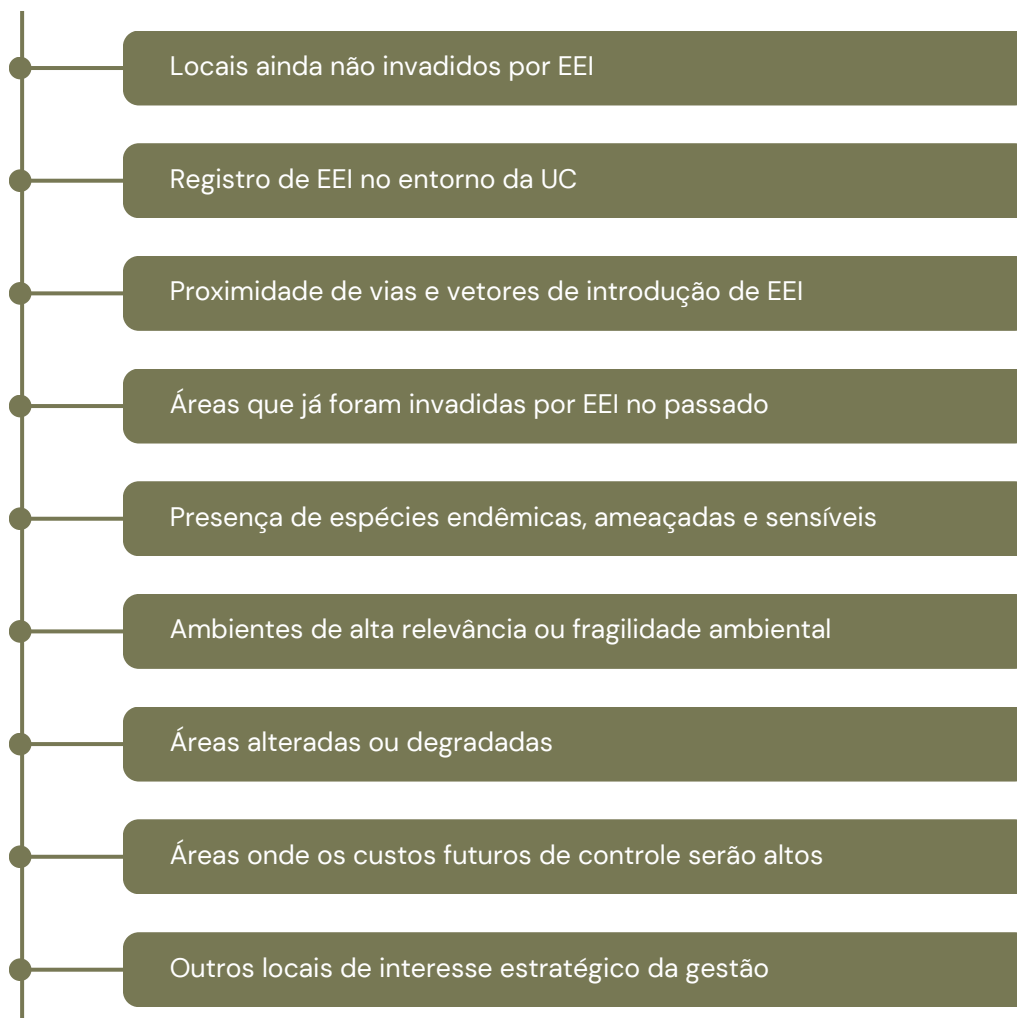 Locais ainda não invadidos por EEI
Registro de EEI no entorno da UC
Proximidade de vias e vetores de introdução de EEI
Áreas que já foram invadidas por EEI no passado
Presença de espécies endêmicas, ameaçadas e sensíveis
Ambientes de alta relevância ou fragilidade ambiental
Áreas alteradas ou degradadas
Áreas onde os custos futuros de controle serão altos
Outros locais de interesse estratégico da gestão